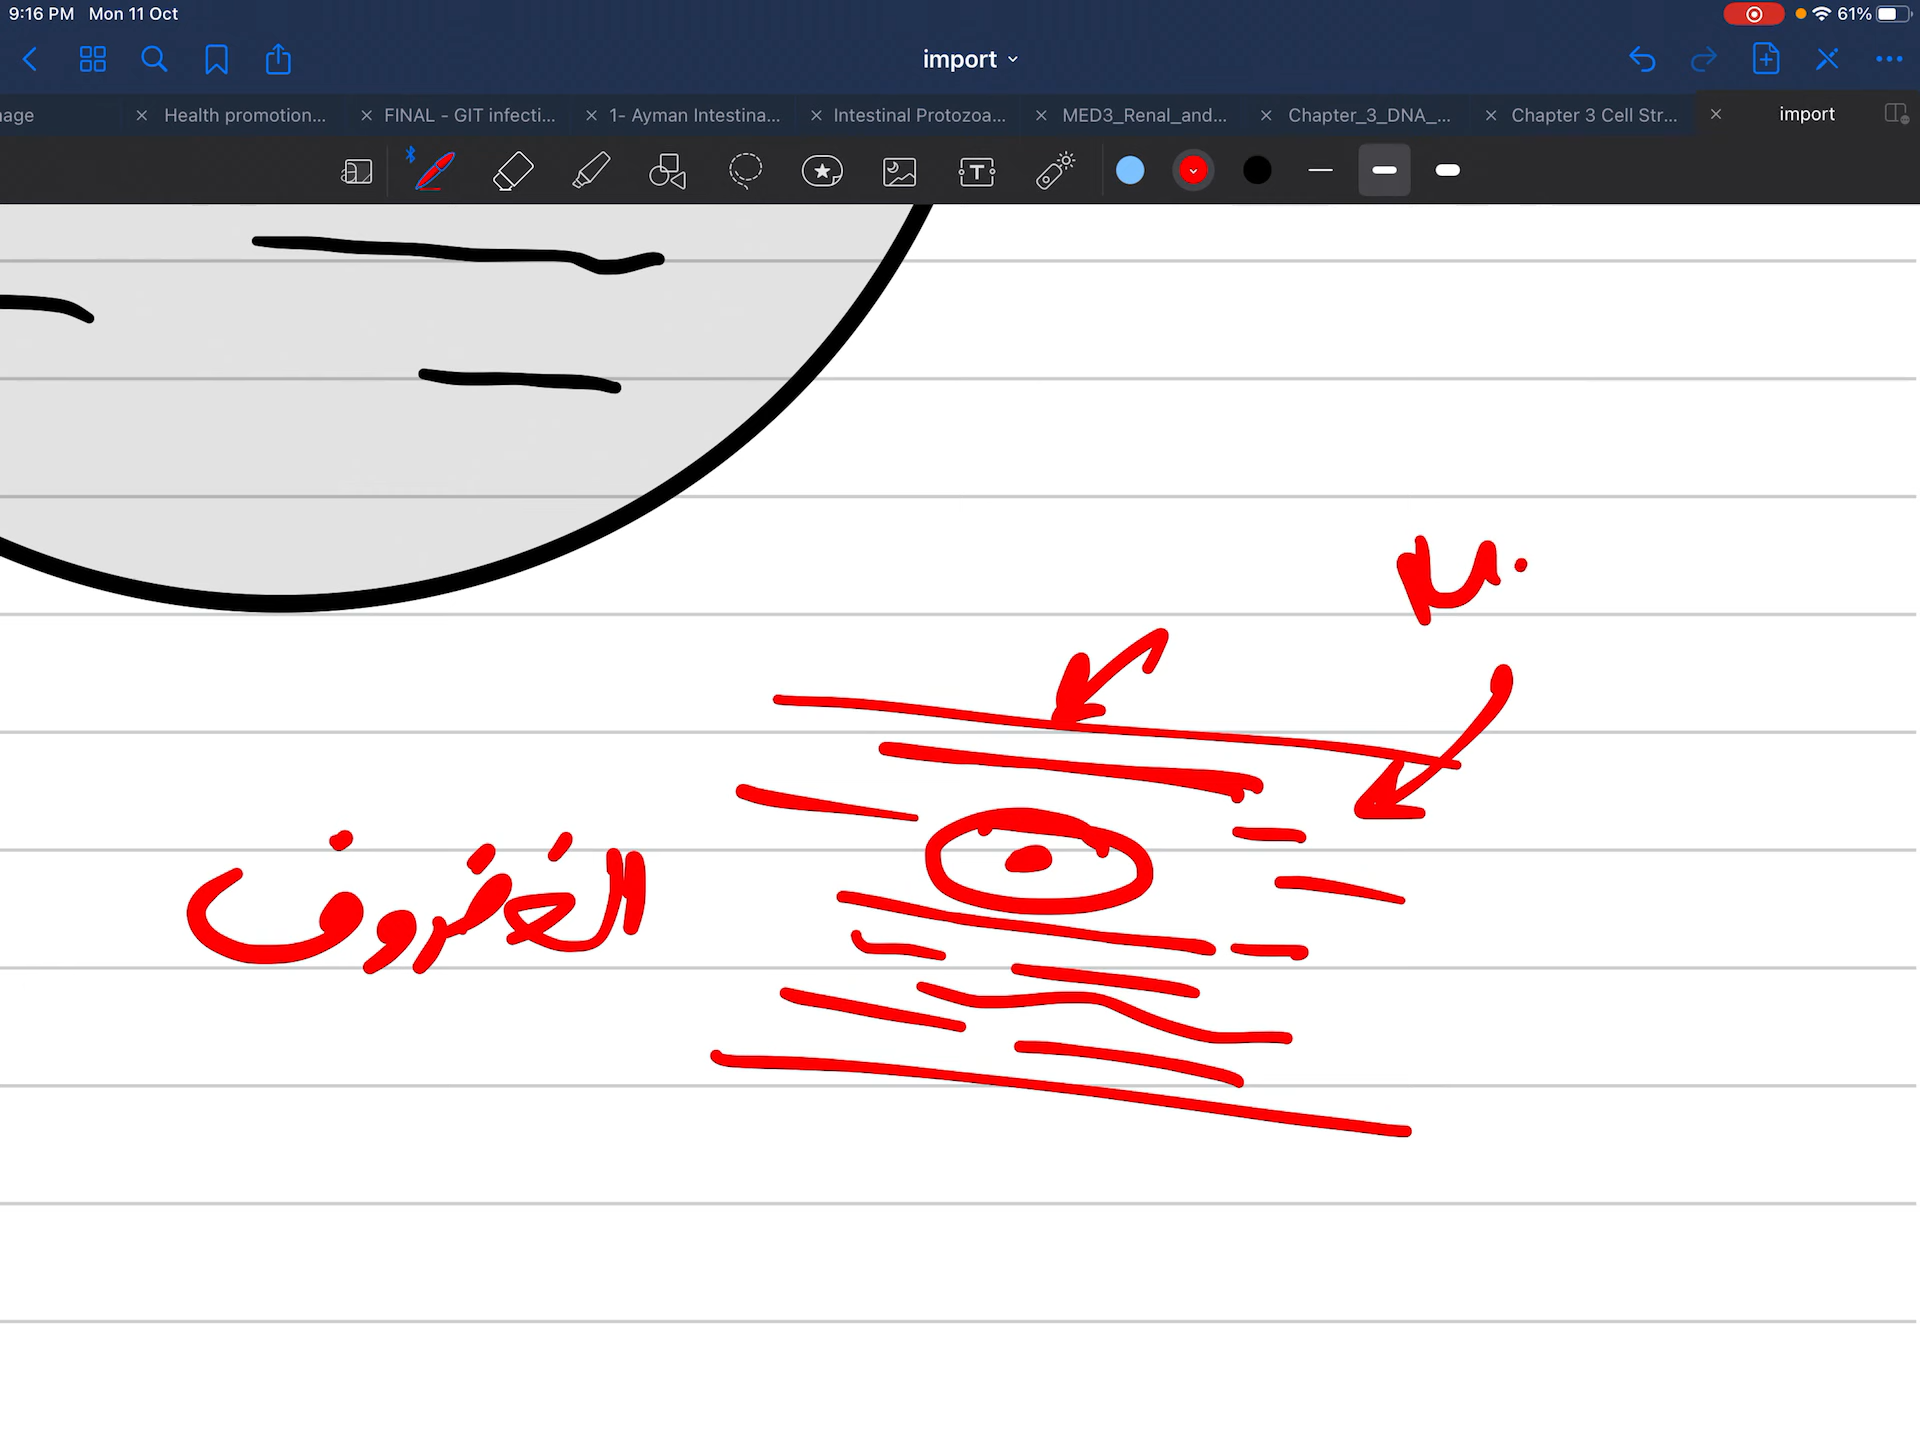 9:16 PM Mon 11 Oct
61%
import
nage
Health promotion...
FINAL - GIT infecti...
1- Ayman Intestina...
Intestinal Protozoa...
MED3_Renal_and...
Chapter_3_DNA_...
Chapter 3 Cell Str...
import
T
الغضروف